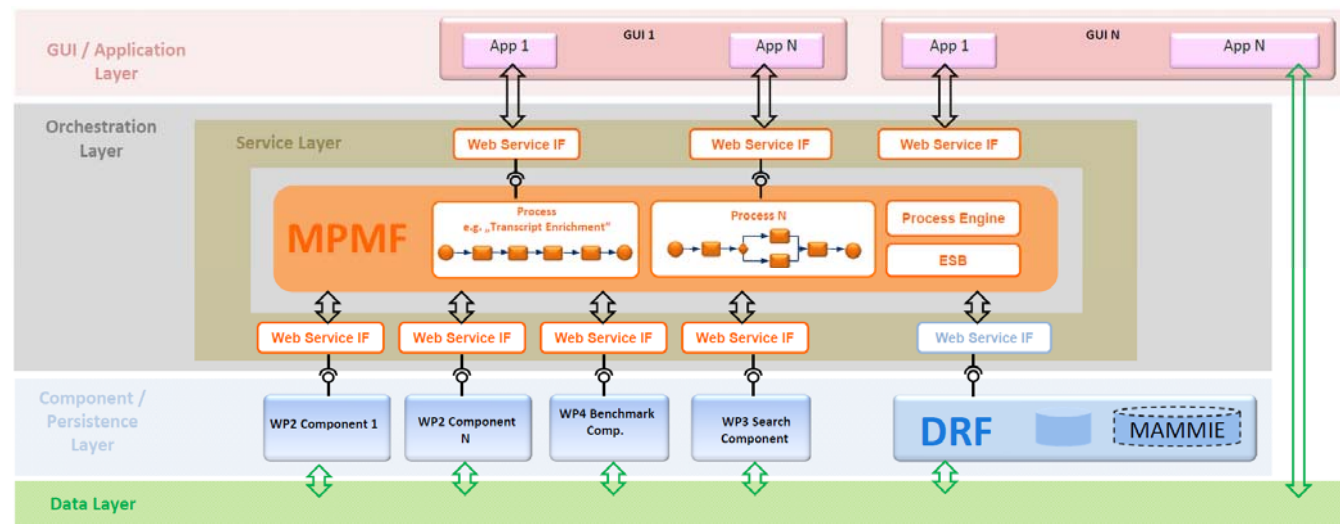 GUI / Application
Layer
GUI 1
App 1
App N
GUI N
App 1
App N
Orchestration
Layer
Service Layer
Web Service IF
Web Service IF
Web Service IF
MPMF
Process
e.g. „Transcript Enrichment"
Process N
Process Engine
ESB
Web Service IF
Web Service IF
Web Service IF
Web Service IF
Web Service IF
Component /
Persistence
Layer
WP2 Component 1
WP2 Component
N
WP4 Benchmark
Comp.
WP3 Search
Component
DRF
MAMMIE
Data Layer